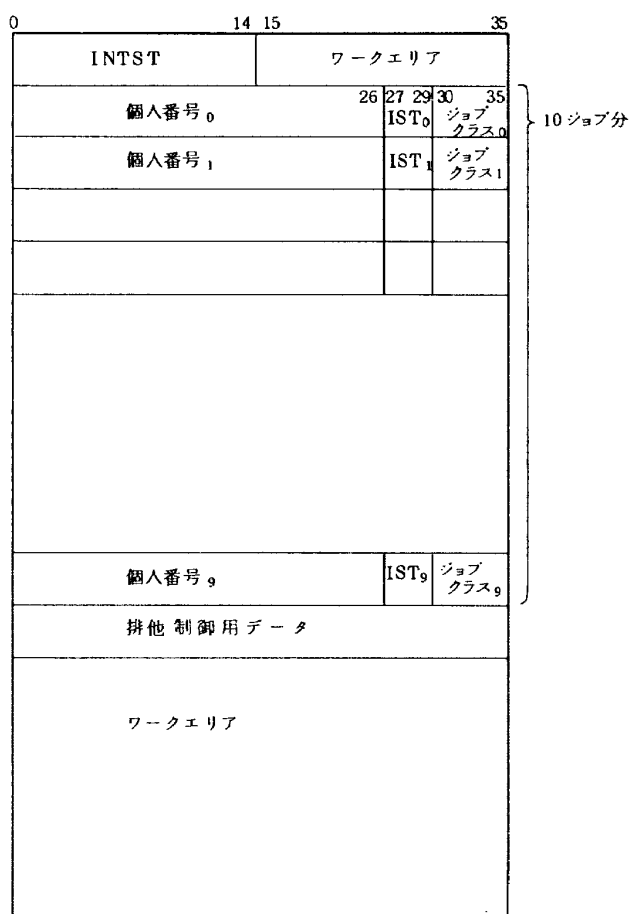 0 14 15 35
INTST ワークエリア
個人番号0 26 27 29 30 35 IST0 ジョブクラス0
10ジョブ分
個人番号1 IST1 ジョブクラス1
個人番号9 IST9 ジョブクラス9
排他制御用データ
ワークエリア